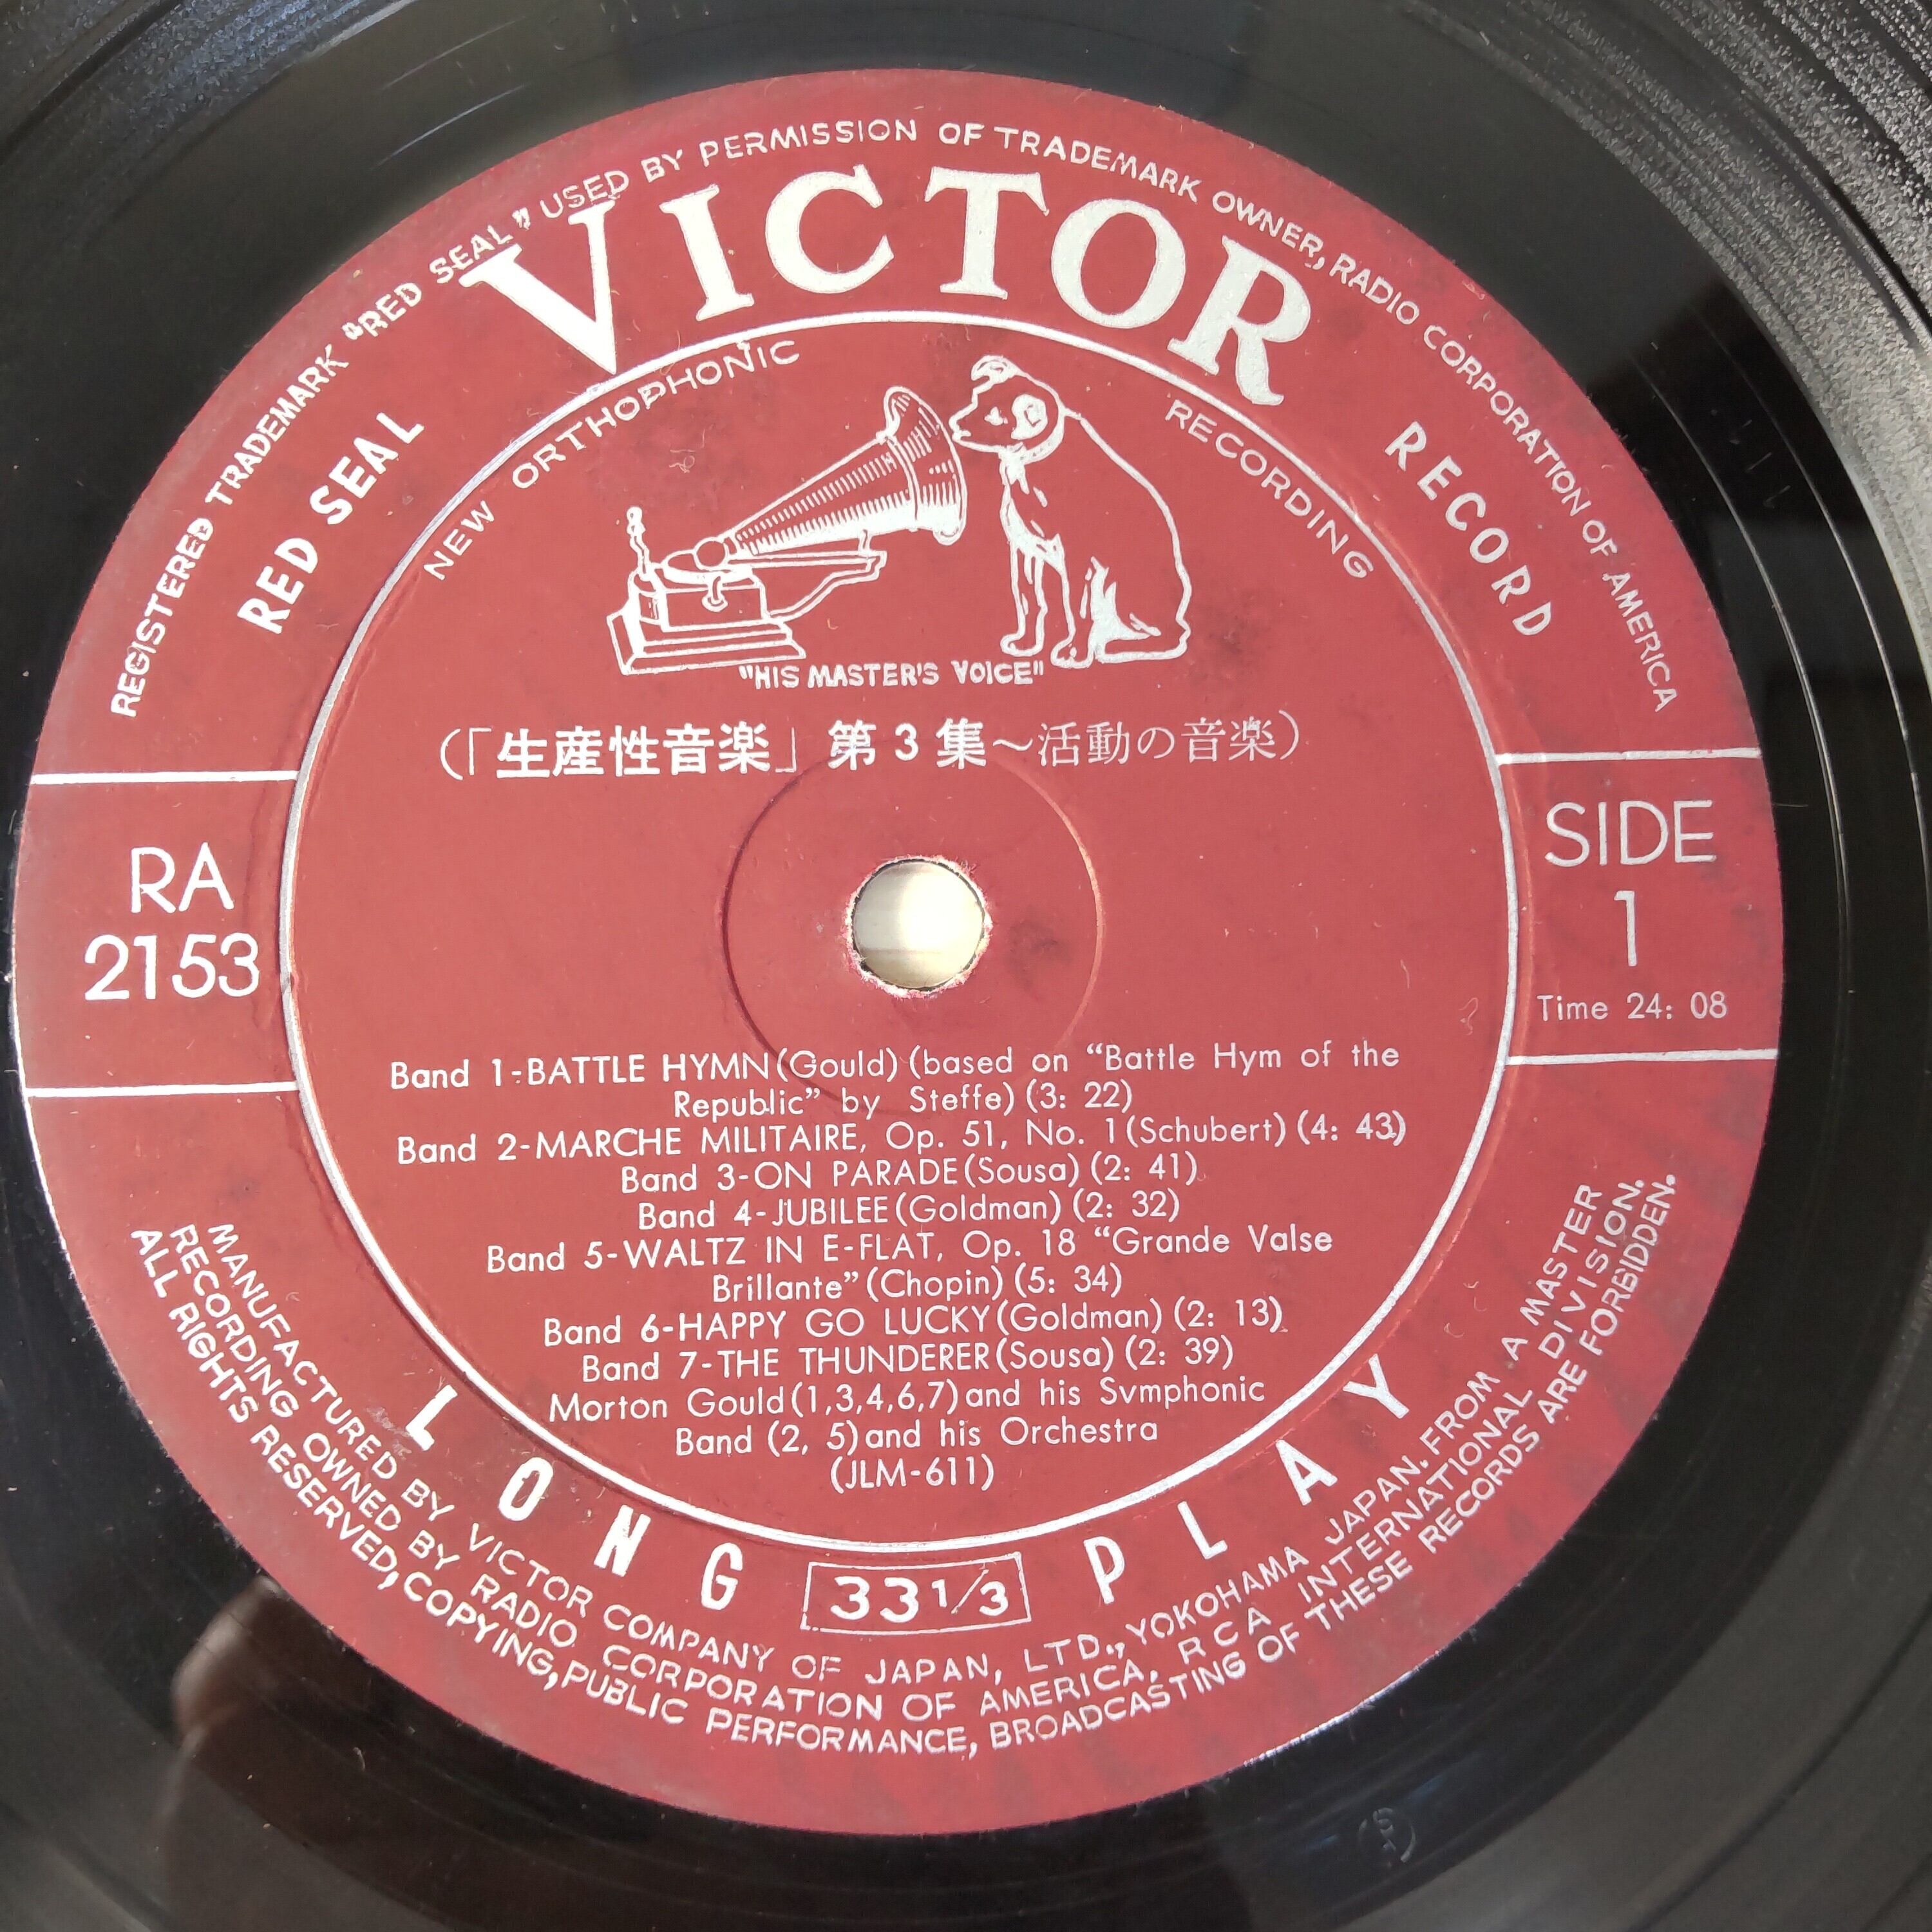 REGISTERED TRADEMARK "RED SEAL" USED BY PERMISSION OF TRADEMARK OWNER, RADIO CORPORATION OF AMERICA
VICTOR
RED SEAL
RECORD
NEW ORTHOPHONIC
RECORDING
"HIS MASTER'S VOICE"
(「生産性音楽」第3集〜活動の音楽)
RA
2153
SIDE
1
Time 24: 08
Band 1-BATTLE HYMN(Gould) (based on “Battle Hym of the
Republic” by Steffe) (3: 22)
Band 2-MARCHE MILITAIRE, Op. 51, No. 1(Schubert) (4: 43)
Band 3-ON PARADE(Sousa) (2: 41)
Band 4-JUBILEE(Goldman) (2: 32)
Band 5-WALTZ IN E-FLAT, Op. 18 “Grande Valse
Brillante”(Chopin) (5: 34)
Band 6-HAPPY GO LUCKY(Goldman) (2: 13)
Band 7-THE THUNDERER(Sousa) (2: 39)
Morton Gould(1,3,4,6,7)and his Svmphonic
Band (2, 5)and his Orchestra
(JLM-611)
LONG 33 1/3 PLAY
MANUFACTURED BY VICTOR COMPANY OF JAPAN, LTD., YOKOHAMA JAPAN. FROM A MASTER
RECORDING OWNED BY RADIO CORPORATION OF AMERICA, RCA INTERNATIONAL DIVISION.
ALL RIGHTS RESERVED, COPYING, PUBLIC PERFORMANCE, BROADCASTING OF THESE RECORDS ARE FORBIDDEN.